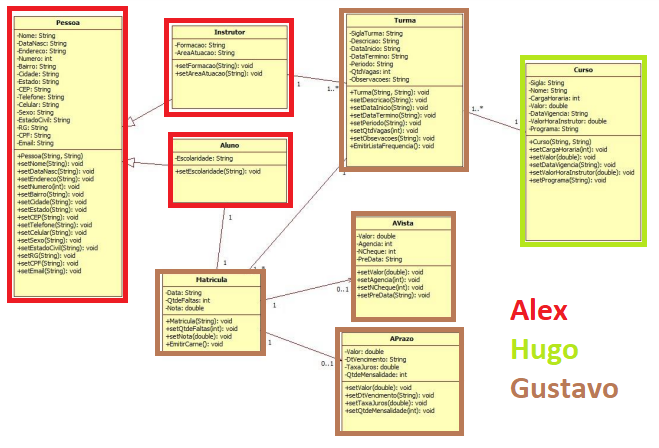 Pessoa
-Nome: String
-DataNasc: String
-Endereco: String
-Numero: int
-Bairro: String
-Cidade: String
-Estado: String
-CEP: String
-Telefone: String
-Celular: String
-Sexo: String
-EstadoCivil: String
-RG: String
-CPF: String
-Email: String
+Pessoa(String, String)
+setNome(String): void
+setDataNasc(String): void
+setEndereco(String): void
+setNumero(int): void
+setBairro(String): void
+setCidade(String): void
+setEstado(String): void
+setCEP(String): void
+setTelefone(String): void
+setCelular(String): void
+setSexo(String): void
+setEstadoCivil(String): void
+setRG(String): void
+setCPF(String): void
+setEmail(String): void
Instrutor
-Formacao: String
-AreaAtuacao: String
+setFormacao(String): void
+setAreaAtuacao(String): void
1
1..*
Aluno
-Escolaridade: String
+setEscolaridade(String): void
1
1
Turma
-SiglaTurma: String
-Descricao: String
-DataInicio: String
-DataTermino: String
-Periodo: String
-QtdVagas: int
-Observacoes: String
+Turma(String, String): void
+setDescricao(String): void
+setDataInicio(String): void
+setDataTermino(String): void
+setPeriodo(String): void
+setQtdVagas(int): void
+setObsevacoes(String): void
+EmitirListaFrequencia(): void
1..*
1
1
Curso
-Sigla: String
-Nome: String
-CargaHoraria: int
-Valor: double
-DataVigencia: String
-ValorHoraInstrutor: double
-Programa: String
+Curso(String, String)
+setCargaHoraria(int): void
+setValor(double): void
+setDataVigencia(String): void
+setValorHoraInstrutor(double): void
+setPrograma(String): void
Matricula
-Data: String
-QtdeFaltas: int
-Nota: double
+Matricula(String): void
+setQtdeFaltas(int): void
+setNota(double): void
+EmitirCarne(): void
1
0..1
1
0..1
AVista
-Valor: double
-Agencia: int
-NCheque: int
-PreData: String
+setValor(double): void
+setAgencia(int): void
+setNCheque(int): void
+setPreData(String): void
APrazo
-Valor: double
-DtVencimento: String
-TaxaJuros: double
-QtdeMensalidade: int
+setValor(double): void
+setDtVencimento(String): void
+setTaxaJuros(double): void
+setQtdeMensalidade(int): void
Alex
Hugo
Gustavo